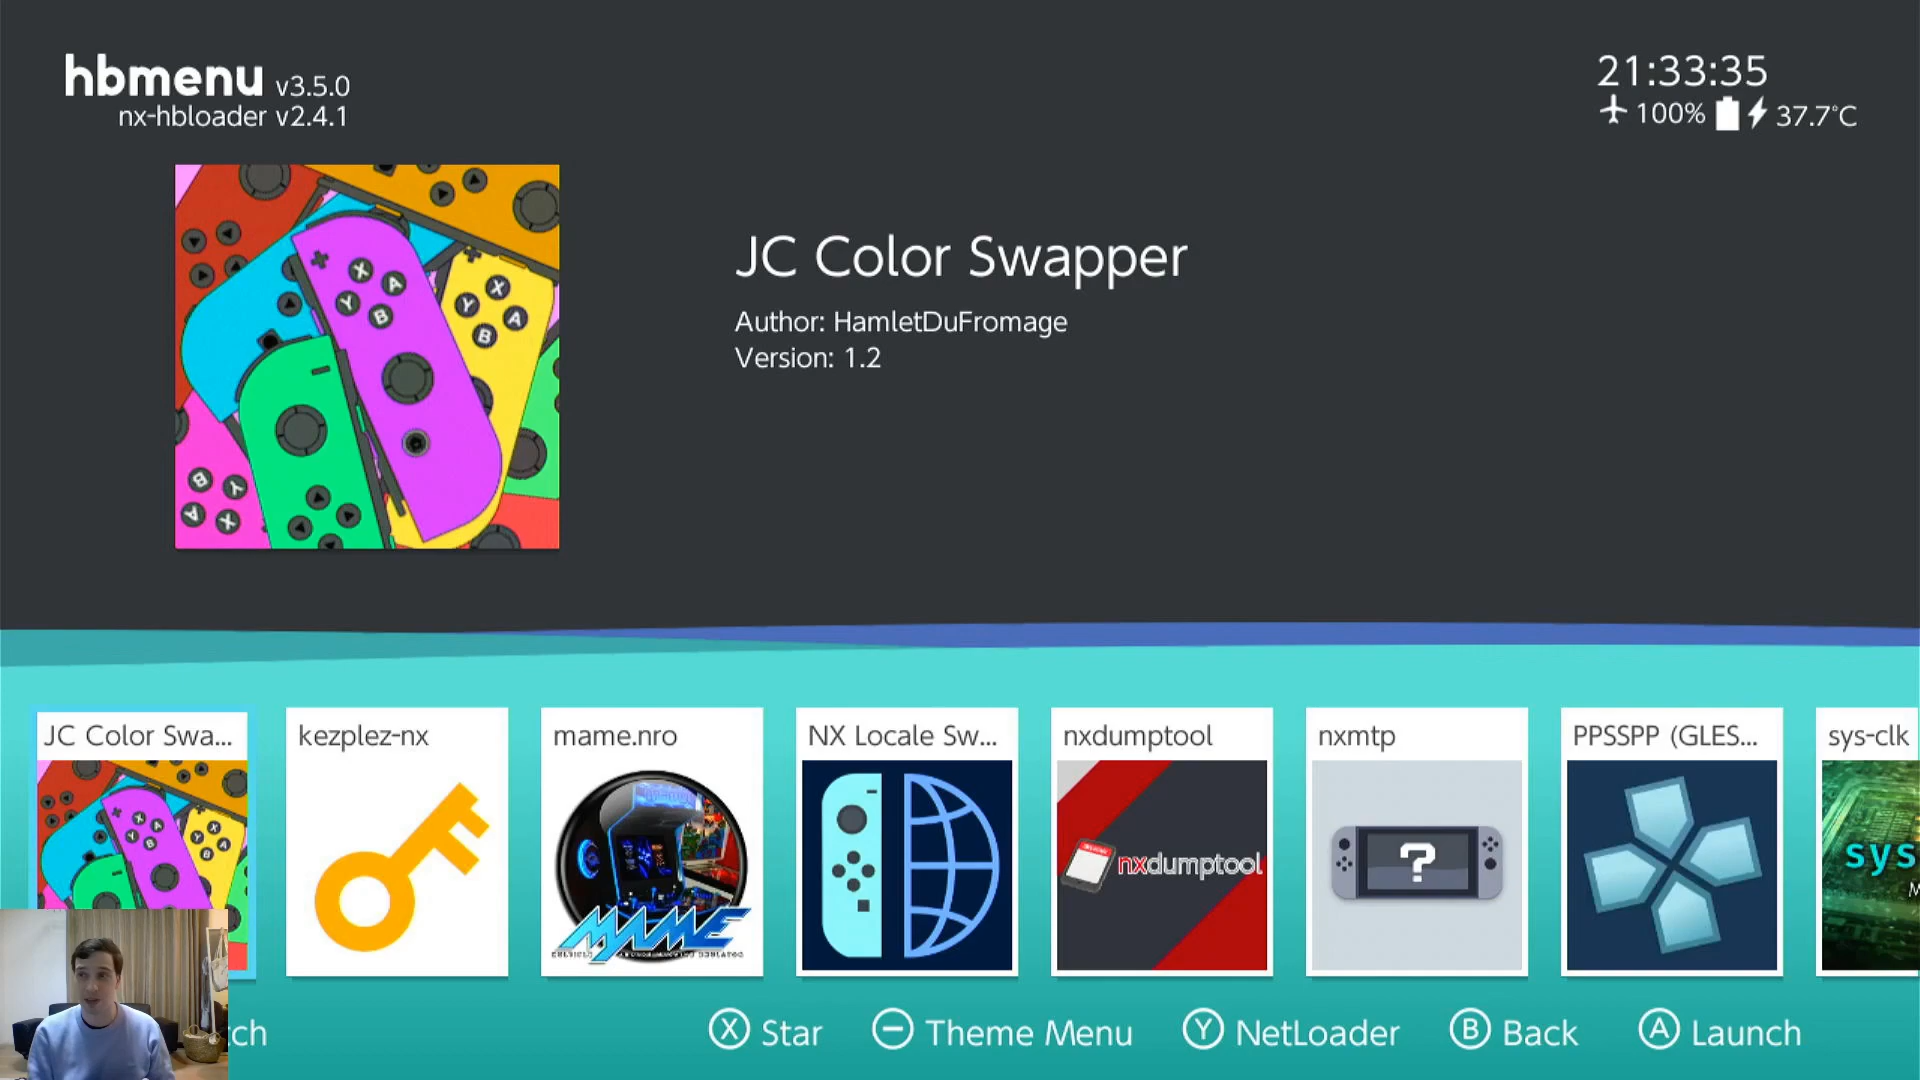 hbmenu v3.5.0
nx-hbloader v2.4.1
21:33:35
100% 37.7°C
JC Color Swapper
Author: HamletDuFromage
Version: 1.2
JC Color Swa...
kezplez-nx
mame.nro
NX Locale Sw...
nxdumptool
nxmtp
PPSSPP (GLES...
sys-clk
MAME
nxdumptool
?
sys
X Star
Theme Menu
Y NetLoader
B Back
A Launch